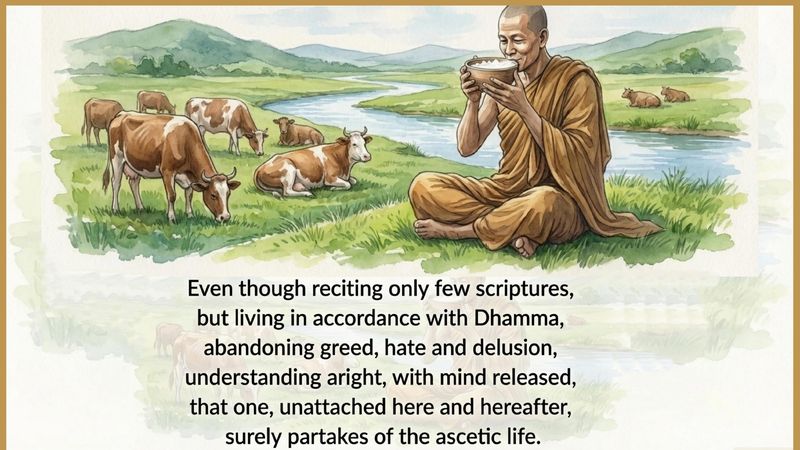 Even though reciting only few scriptures,
but living in accordance with Dhamma,
abandoning greed, hate and delusion,
understanding aright, with mind released,
that one, unattached here and hereafter,
surely partakes of the ascetic life.